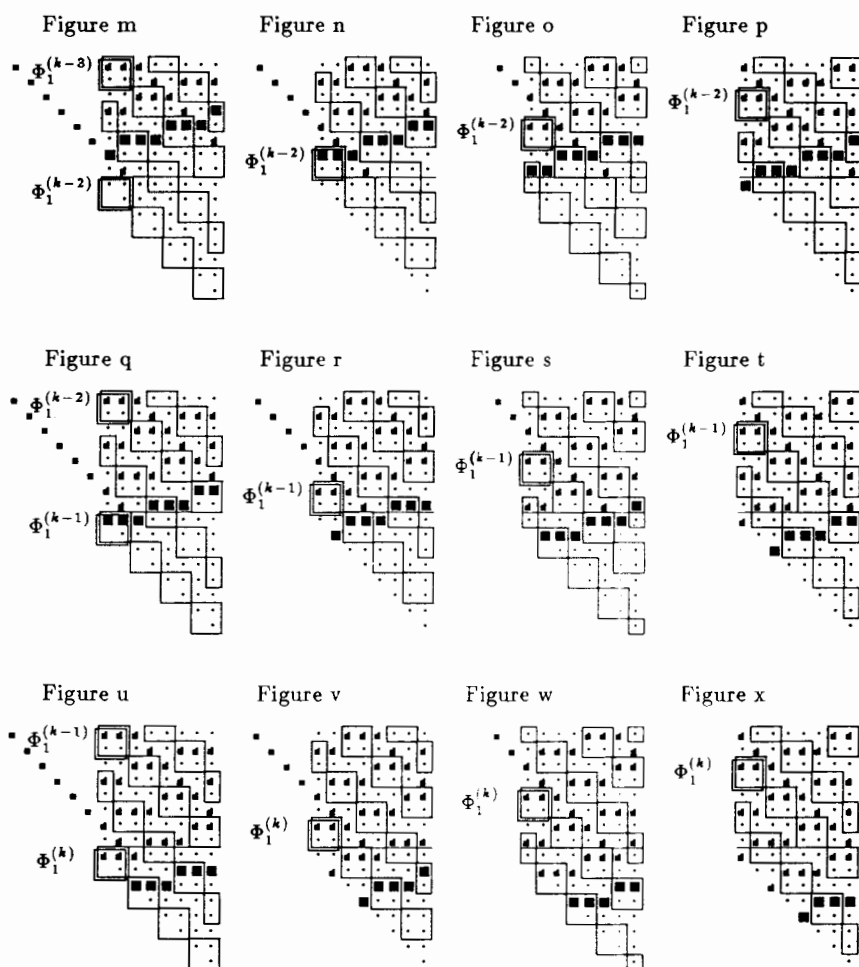 Figure m Figure n Figure o Figure p
Φ₁^(k−3)
Φ₁^(k−2)
Φ₁^(k−2)
Φ₁^(k−2)
Φ₁^(k−2)
Figure q Figure r Figure s Figure t
Φ₁^(k−2)
Φ₁^(k−1)
Φ₁^(k−1)
Φ₁^(k−1)
Φ₁^(k−1)
Figure u Figure v Figure w Figure x
Φ₁^(k−1)
Φ₁^(k)
Φ₁^(k)
Φ₁^(k)
Φ₁^(k)